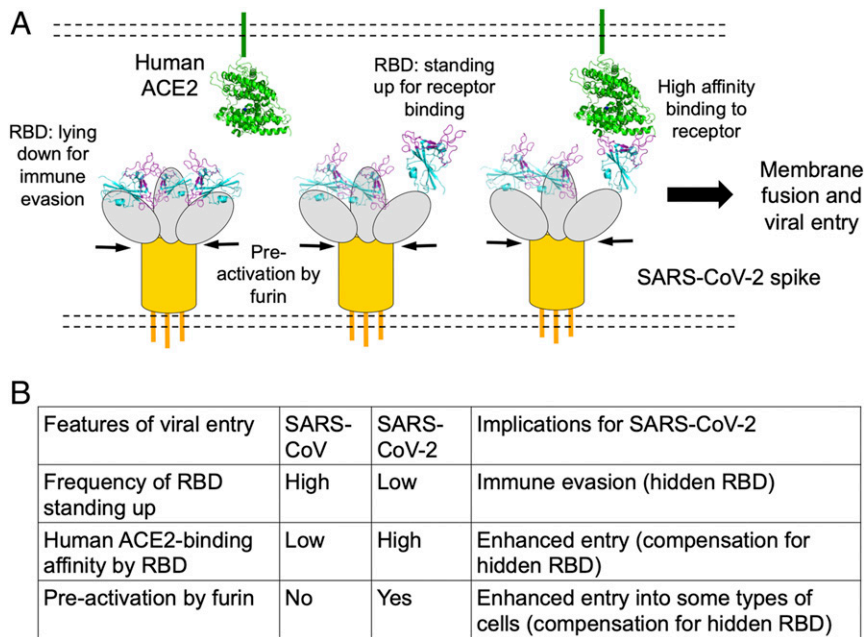 A
Human
ACE2
RBD: lying
down for
immune
evasion
RBD: standing
up for receptor
binding
High affinity
binding to
receptor
Membrane
fusion and
viral entry
Pre-
activation by
furin
SARS-CoV-2 spike
B
Features of viral entry
SARS-
CoV
SARS-
CoV-2
Implications for SARS-CoV-2
Frequency of RBD
standing up
High
Low
Immune evasion (hidden RBD)
Human ACE2-binding
affinity by RBD
Low
High
Enhanced entry (compensation for
hidden RBD)
Pre-activation by furin
No
Yes
Enhanced entry into some types of
cells (compensation for hidden RBD)